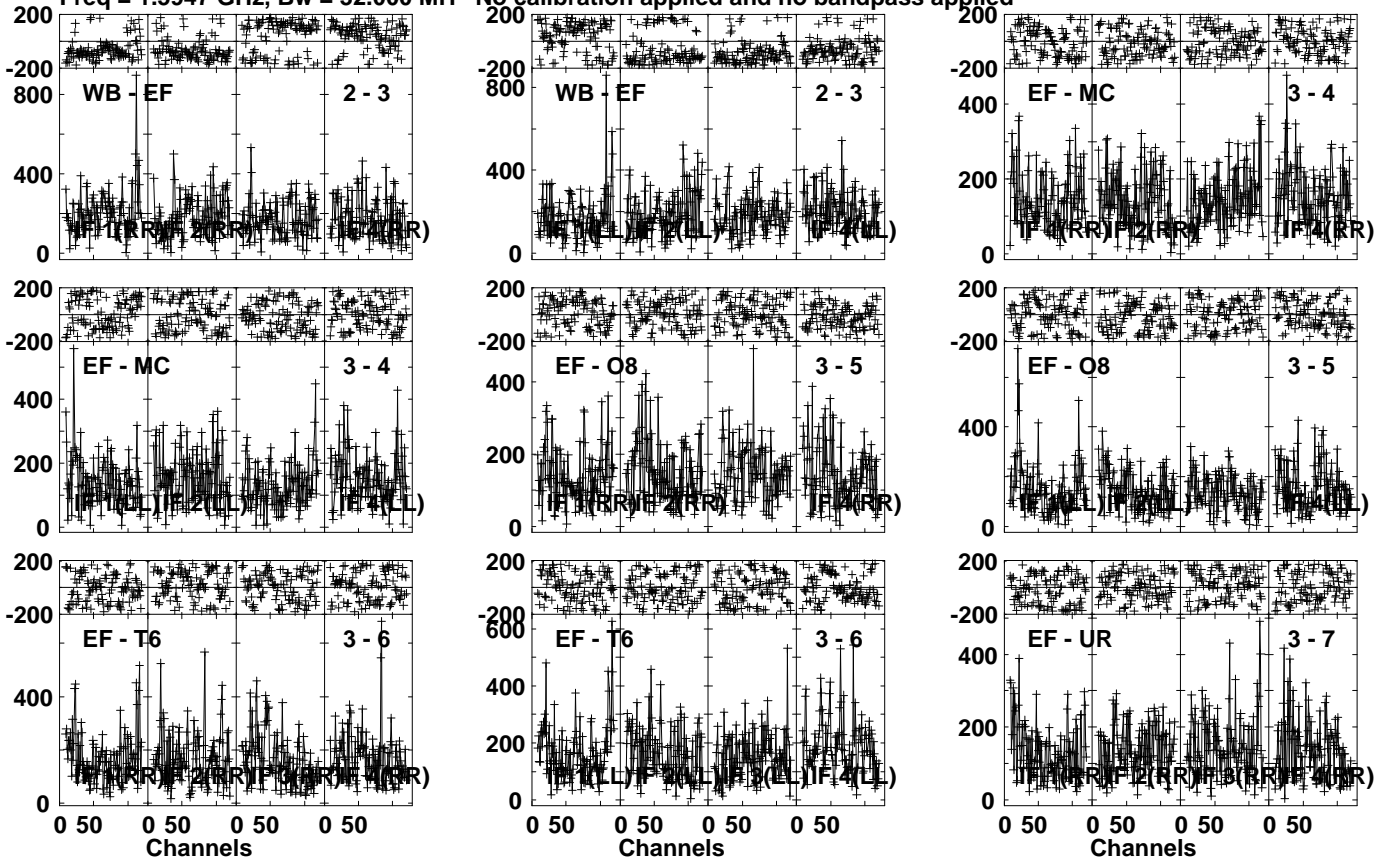 Freq = 1.5947 GHz, Bw = 32.000 MH No calibration applied and no bandpass applied
200
-200
800
400
0
WB - EF
2 - 3
IF 1(RR)
IF 2(RR)
IF 4(RR)
600
400
200
0
WB - EF
2 - 3
IF 1(LL)
IF 2(LL)
IF 4(LL)
200
-200
400
200
0
EF - MC
3 - 4
IF 1(RR)
IF 2(RR)
IF 4(RR)
200
-200
400
200
0
EF - MC
3 - 4
IF 1(LL)
IF 2(LL)
IF 4(LL)
200
-200
400
200
0
EF - O8
3 - 5
IF 1(RR)
IF 2(RR)
IF 4(RR)
200
-200
400
0
EF - O8
3 - 5
IF 1(LL)
IF 2(LL)
IF 4(LL)
200
-200
400
0
EF - T6
3 - 6
IF 1(RR)
IF 2(RR)
IF 3(RR)
IF 4(RR)
0 50 0 50 0 50 0 50
Channels
200
-200
600
400
200
0
EF - T6
3 - 6
IF 1(LL)
IF 2(LL)
IF 3(LL)
IF 4(LL)
0 50 0 50 0 50 0 50
Channels
200
-200
400
200
0
EF - UR
3 - 7
IF 1(RR)
IF 2(RR)
IF 3(RR)
IF 4(RR)
0 50 0 50 0 50 0 50
Channels